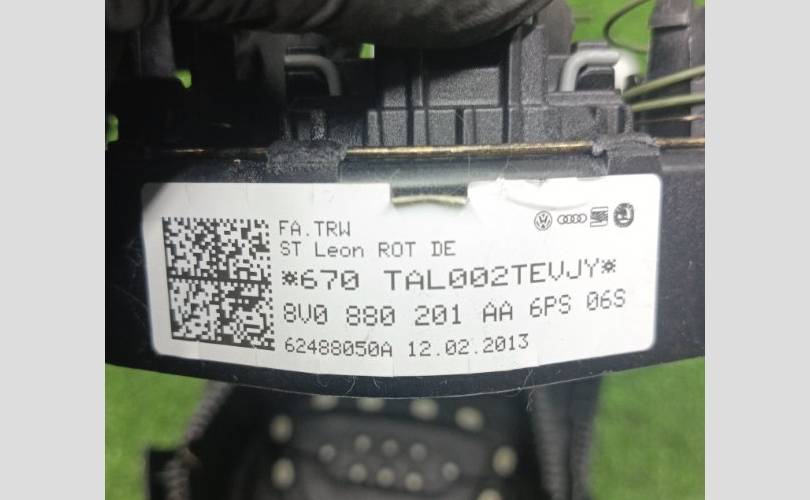 FA.TRW
ST Leon ROT DE
*670 TAL002TEVJY*
8V0 880 201 AA 6PS 06S
62488050A 12.02.2013